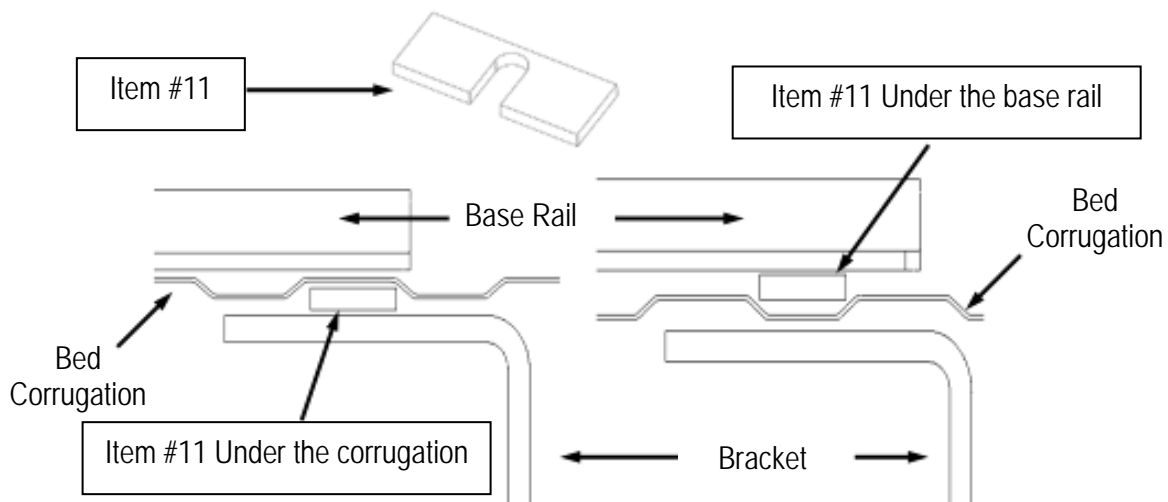 Item #11
Item #11 Under the base rail
Base Rail
Bed
Corrugation
Bed
Corrugation
Item #11 Under the corrugation
Bracket